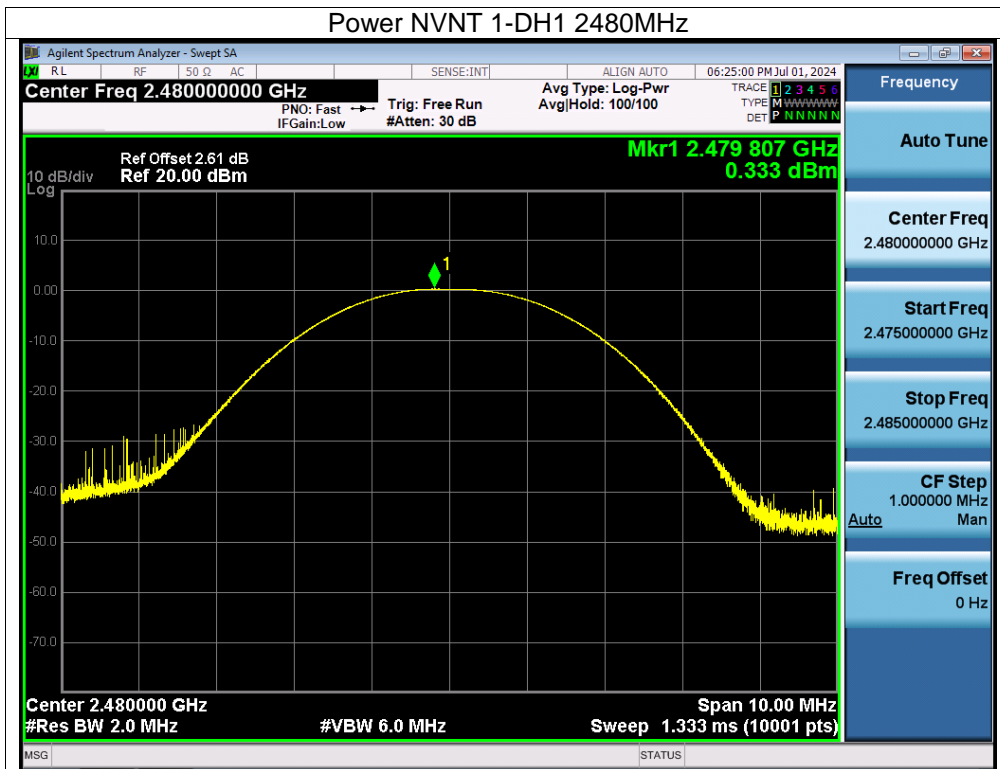 Power NVNT 1-DH1 2480MHz
Agilent Spectrum Analyzer - Swept SA
LXI RL RF 50 Ω AC SENSE:INT ALIGN AUTO 06:25:00 PM Jul 01, 2024
Center Freq 2.480000000 GHz
PNO: Fast
IFGain:Low
Trig: Free Run
#Atten: 30 dB
Avg Type: Log-Pwr
Avg|Hold: 100/100
TRACE 1 2 3 4 5 6
TYPE M WWWWW
DET P N N N N N
Frequency
Mkr1 2.479 807 GHz
0.333 dBm
Ref Offset 2.61 dB
10 dB/div Ref 20.00 dBm
Log
10.0
0.00
-10.0
-20.0
-30.0
-40.0
-50.0
-60.0
-70.0
1
Center 2.480000 GHz Span 10.00 MHz
#Res BW 2.0 MHz #VBW 6.0 MHz Sweep 1.333 ms (10001 pts)
MSG STATUS
Auto Tune
Center Freq
2.480000000 GHz
Start Freq
2.475000000 GHz
Stop Freq
2.485000000 GHz
CF Step
1.000000 MHz
Auto Man
Freq Offset
0 Hz